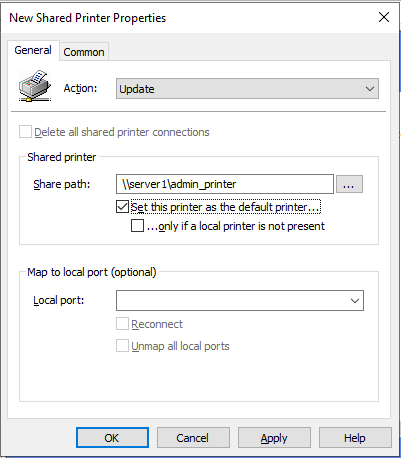 New Shared Printer Properties
General
Common
Action:
Update
Delete all shared printer connections
Shared printer
Share path:
\\server1\admin_printer
...
Set this printer as the default printer...
...only if a local printer is not present
Map to local port (optional)
Local port:
Reconnect
Unmap all local ports
OK
Cancel
Apply
Help